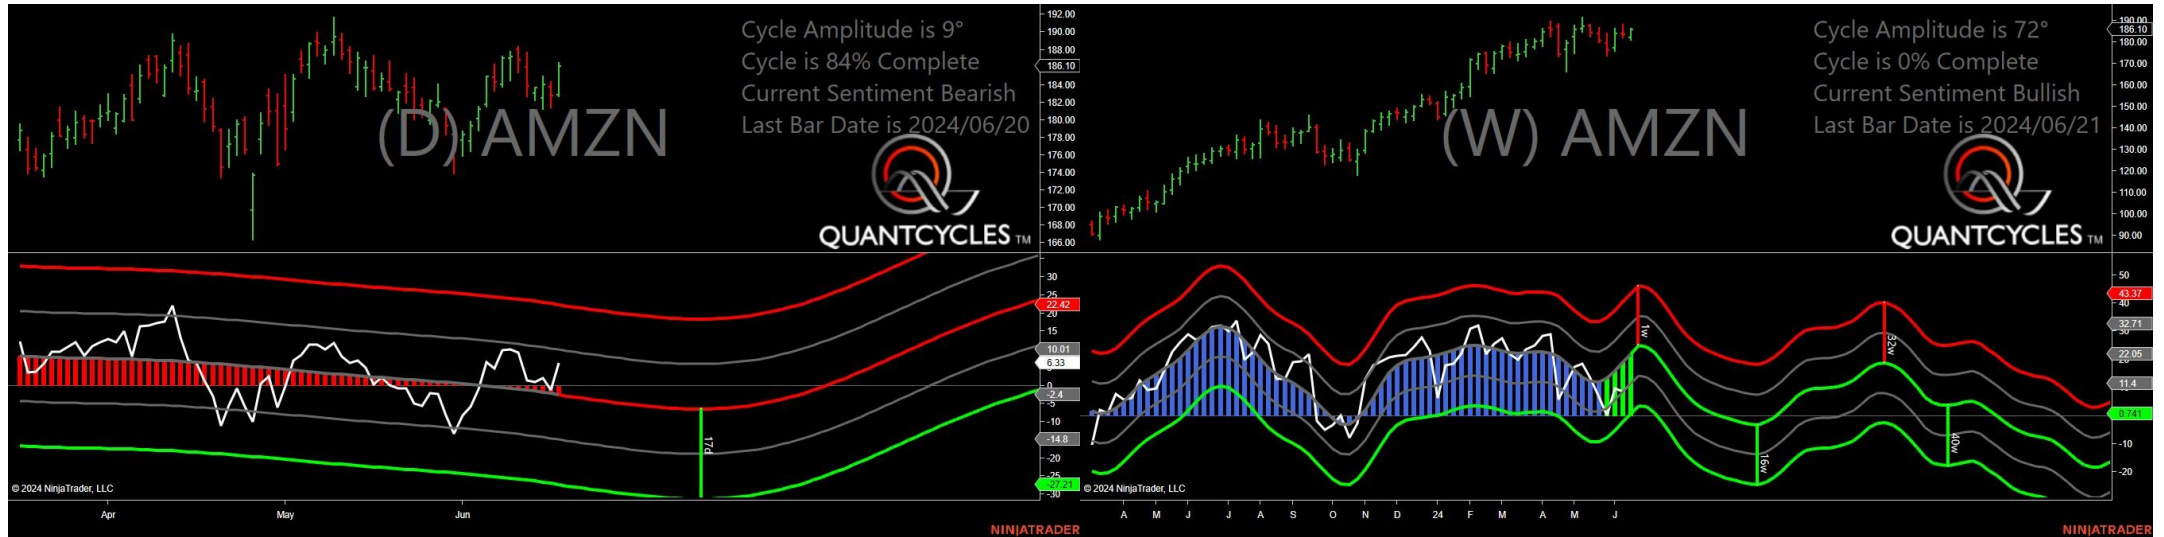 Cycle Amplitude is 9°
Cycle is 84% Complete
Current Sentiment Bearish
Last Bar Date is 2024/06/20
(D) AMZN
QUANTCYCLES TM
192.00
190.00
188.00
186.10
184.00
182.00
180.00
178.00
176.00
174.00
172.00
170.00
168.00
166.00
30
25
22.42
20
15
10.01
6.33
0
-2.4
-5
-10
-14.8
-20
-25
-27.21
-30
17d
© 2024 NinjaTrader, LLC
Apr May Jun
NINJATRADER
Cycle Amplitude is 72°
Cycle is 0% Complete
Current Sentiment Bullish
Last Bar Date is 2024/06/21
(W) AMZN
QUANTCYCLES TM
190.00
186.10
180.00
170.00
160.00
150.00
140.00
130.00
120.00
110.00
100.00
90.00
50
43.37
40
32.71
30
22.05
11.4
0.741
-10
-20
1w
16w
32w
40w
© 2024 NinjaTrader, LLC
A M J J A S O N D 24 F M A M J
NINJATRADER